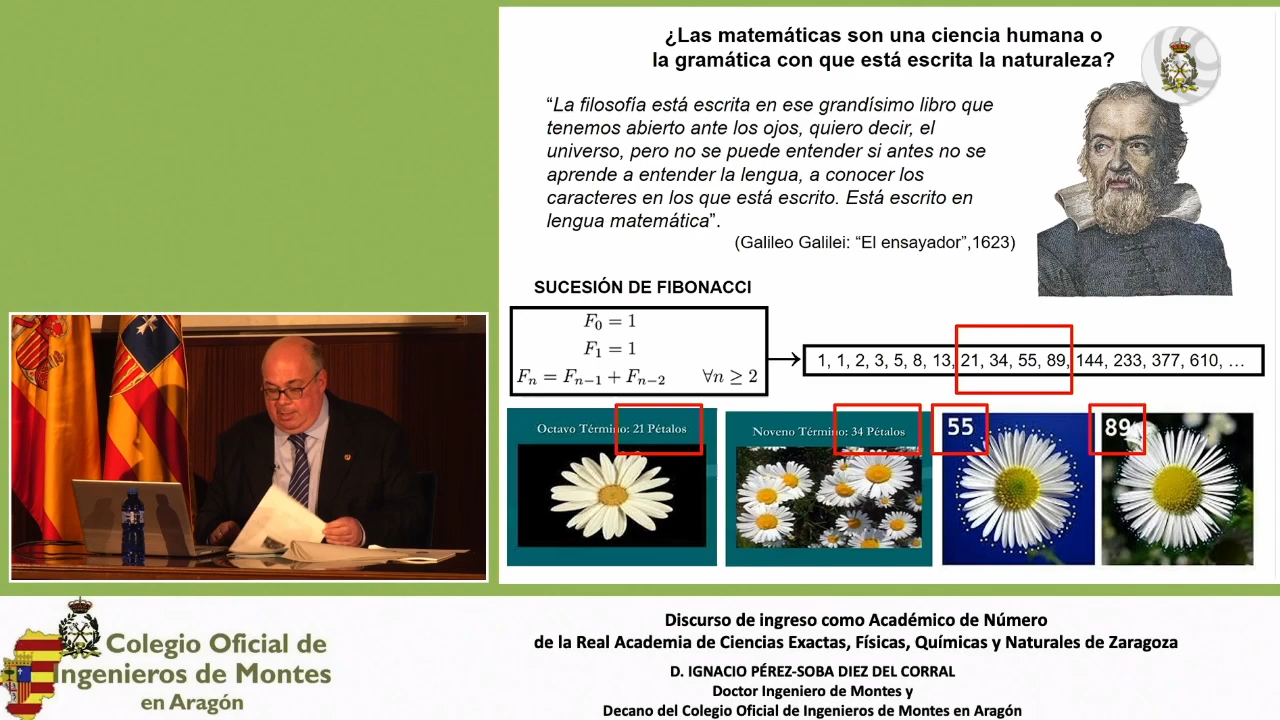 ¿Las matemáticas son una ciencia humana o
la gramática con que está escrita la naturaleza?
“La filosofía está escrita en ese grandísimo libro que
tenemos abierto ante los ojos, quiero decir, el
universo, pero no se puede entender si antes no se
aprende a entender la lengua, a conocer los
caracteres en los que está escrito. Está escrito en
lengua matemática”.
(Galileo Galilei: “El ensayador”,1623)
SUCESIÓN DE FIBONACCI
F₀ = 1
F₁ = 1
Fₙ = Fₙ₋₁ + Fₙ₋₂ ∀n ≥ 2
1, 1, 2, 3, 5, 8, 13, 21, 34, 55, 89, 144, 233, 377, 610, …
Octavo Término: 21 Pétalos
Noveno Término: 34 Pétalos
55
89
Colegio Oficial de
Ingenieros de Montes
en Aragón
Discurso de ingreso como Académico de Número
de la Real Academia de Ciencias Exactas, Físicas, Químicas y Naturales de Zaragoza
D. IGNACIO PÉREZ-SOBA DIEZ DEL CORRAL
Doctor Ingeniero de Montes y
Decano del Colegio Oficial de Ingenieros de Montes en Aragón